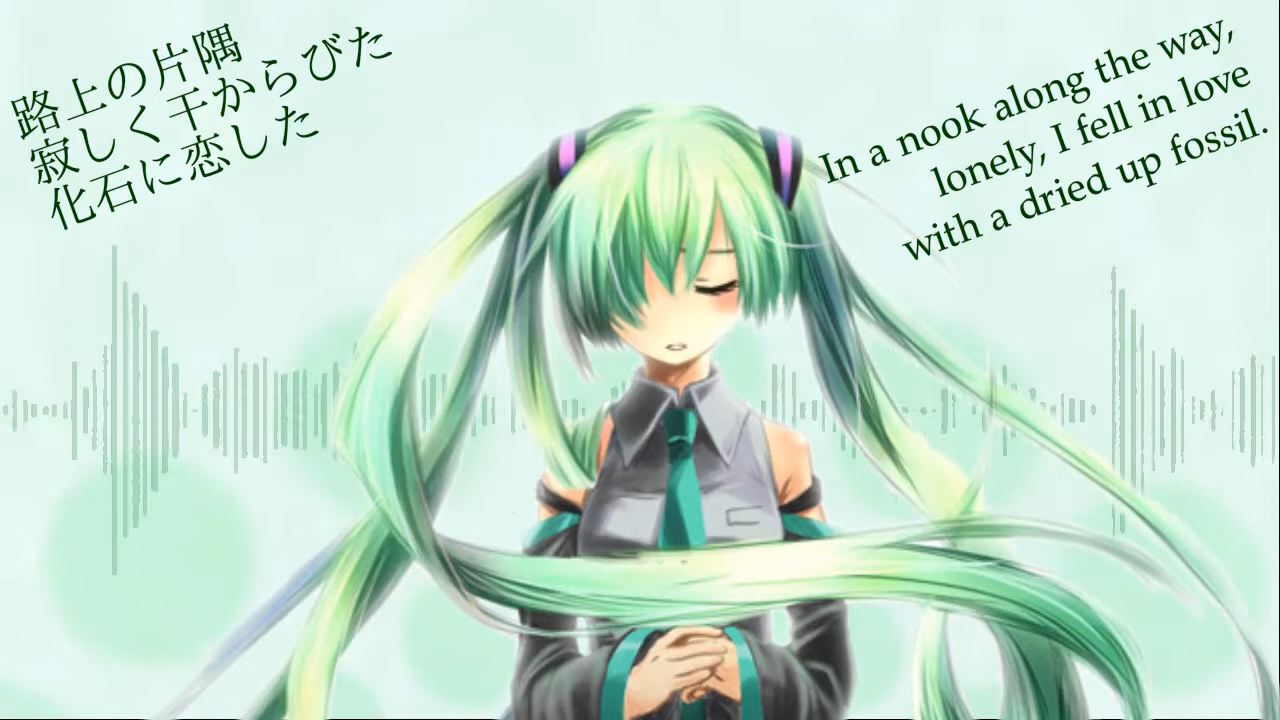 路上の片隅
寂しく干からびた
化石に恋した
In a nook along the way,
lonely, I fell in love
with a dried up fossil.